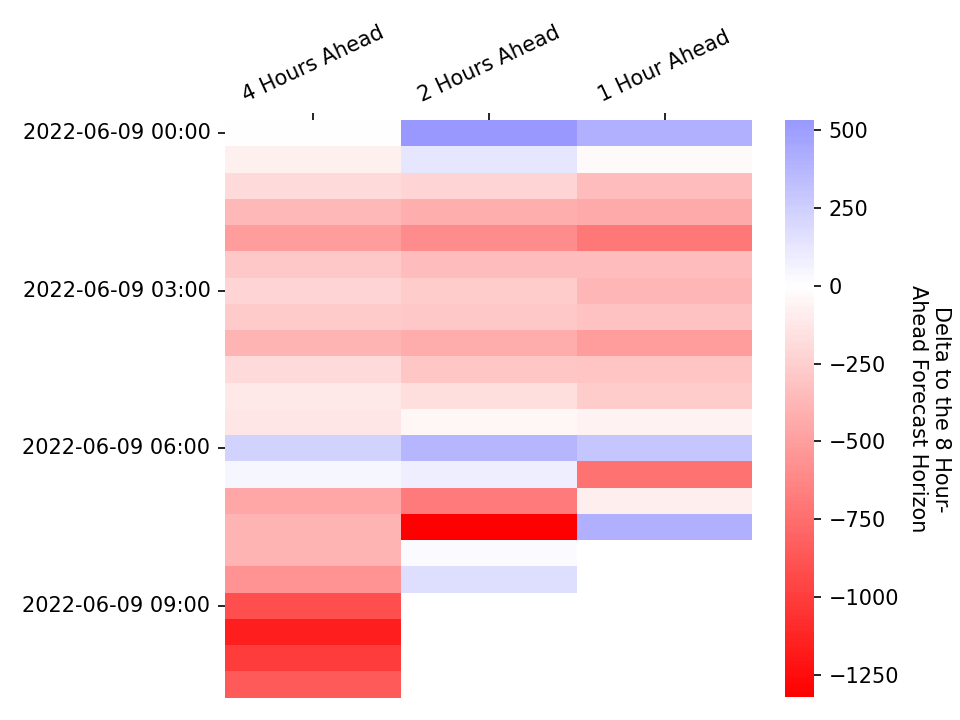 4 Hours Ahead
2 Hours Ahead
1 Hour Ahead
2022-06-09 00:00
2022-06-09 03:00
2022-06-09 06:00
2022-06-09 09:00
500
250
0
−250
−500
−750
−1000
−1250
Delta to the 8 Hour-
Ahead Forecast Horizon